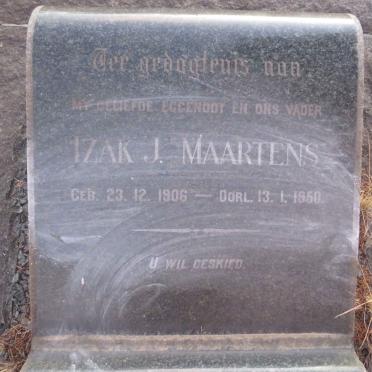 Ter gedagtenis aan
MY GELIEFDE EGGENOOT EN ONS VADER
IZAK J. MAARTENS
GEB. 23. 12. 1906 — OORL. 13. 1. 1960.
U WIL GESKIED.